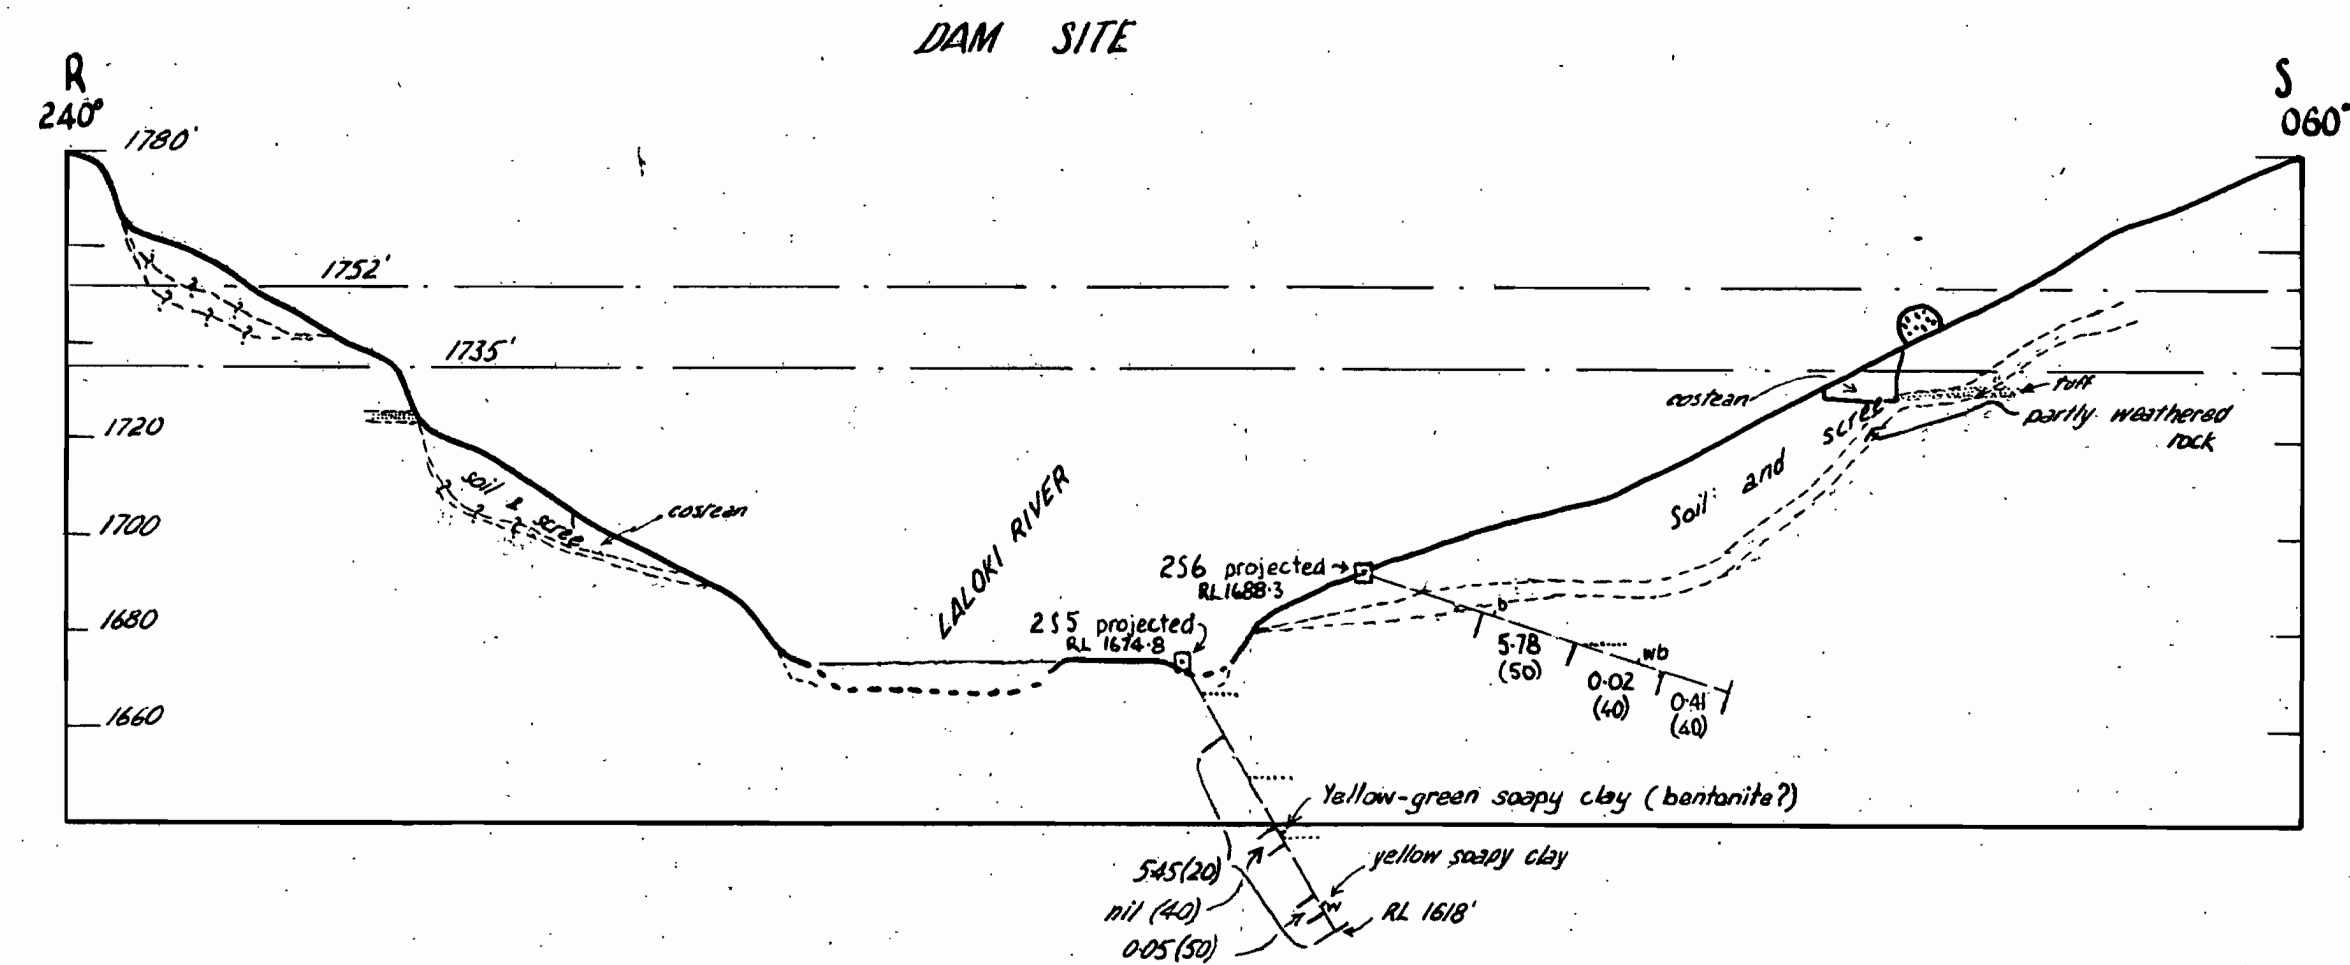 DAM SITE
R
240°
S
060°
1780'
1752'
1735'
1720
1700
1680
1660
soil & scree
costean
LALOKI RIVER
costean
tuff
partly weathered
rock
Soil and scree
2S6 projected
RL 1688.3
2S5 projected
RL 1674.8
b
5.78
(50)
wb
0.02
(40)
0.41
(40)
Yellow-green soapy clay (bentonite?)
yellow soapy clay
5.45(20)
nil (40)
w
RL 1618'
0.05(50)